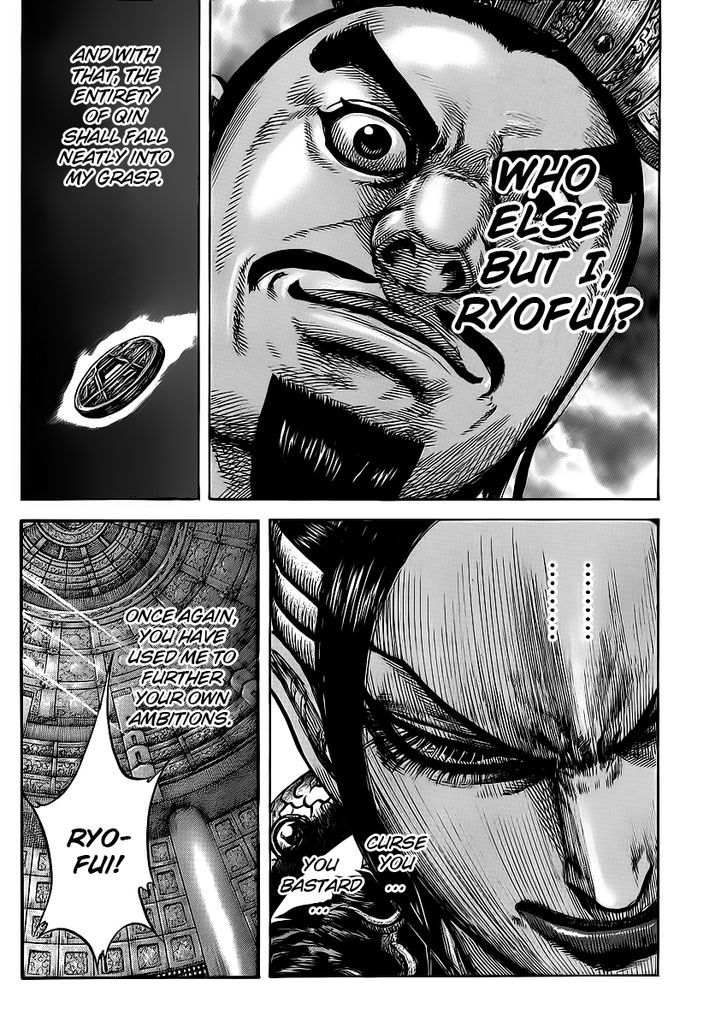 WHO
ELSE
BUT I,
RYOFUI?
AND WITH
THAT, THE
ENTIRETY
OF QIN
SHALL FALL
NEATLY INTO
MY GRASP.
......
......
CURSE
YOU
...
YOU
BASTARD
...
ONCE AGAIN,
YOU HAVE
USED ME TO
FURTHER
YOUR OWN
AMBITIONS.
RYO-
FUI!